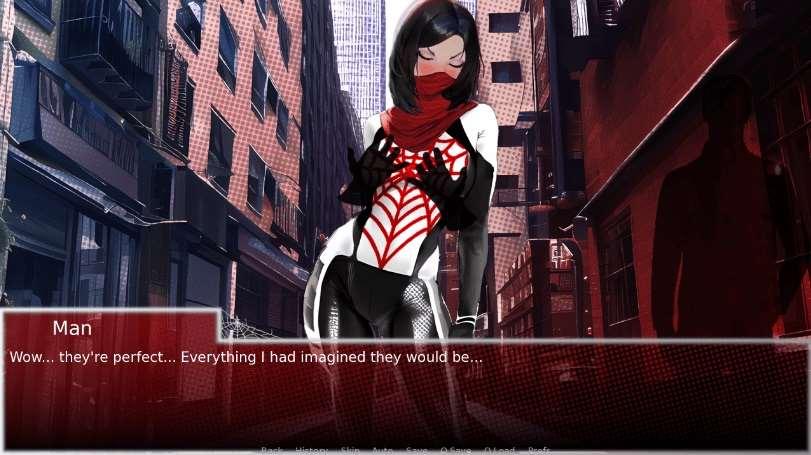 Man
Wow... they're perfect... Everything I had imagined they would be...
Back History Skip Auto Save Q.Save Q.Load Prefs